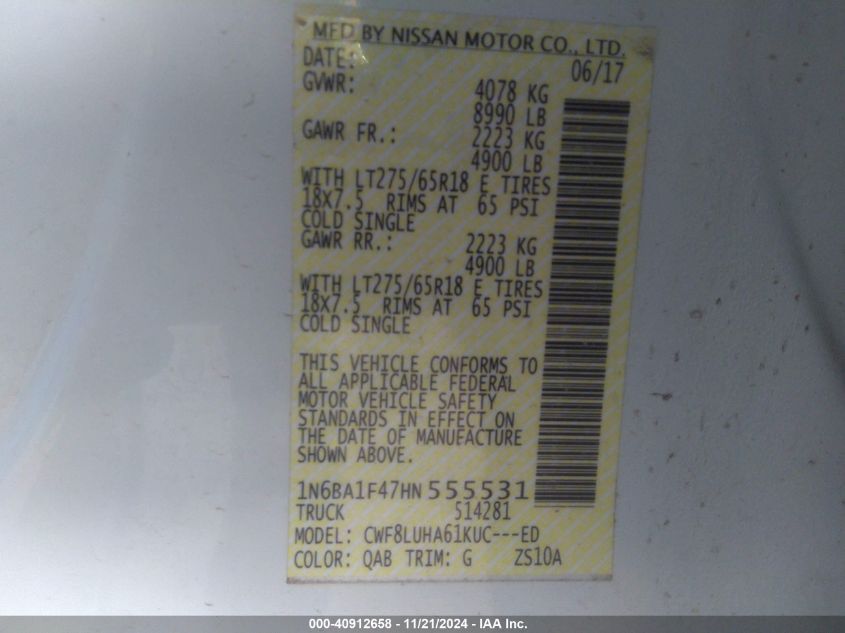 MFD BY NISSAN MOTOR CO., LTD.
DATE: 06/17
GVWR: 4078 KG
8990 LB
GAWR FR.: 2223 KG
4900 LB
WITH LT275/65R18 E TIRES
18X7.5 RIMS AT 65 PSI
COLD SINGLE
GAWR RR.: 2223 KG
4900 LB
WITH LT275/65R18 E TIRES
18X7.5 RIMS AT 65 PSI
COLD SINGLE
THIS VEHICLE CONFORMS TO
ALL APPLICABLE FEDERAL
MOTOR VEHICLE SAFETY
STANDARDS IN EFFECT ON
THE DATE OF MANUFACTURE
SHOWN ABOVE.
1N6BA1F47HN555531
TRUCK 514281
MODEL: CWF8LUHA61KUC---ED
COLOR: QAB TRIM: G ZS10A
000-40912658 - 11/21/2024 - IAA Inc.